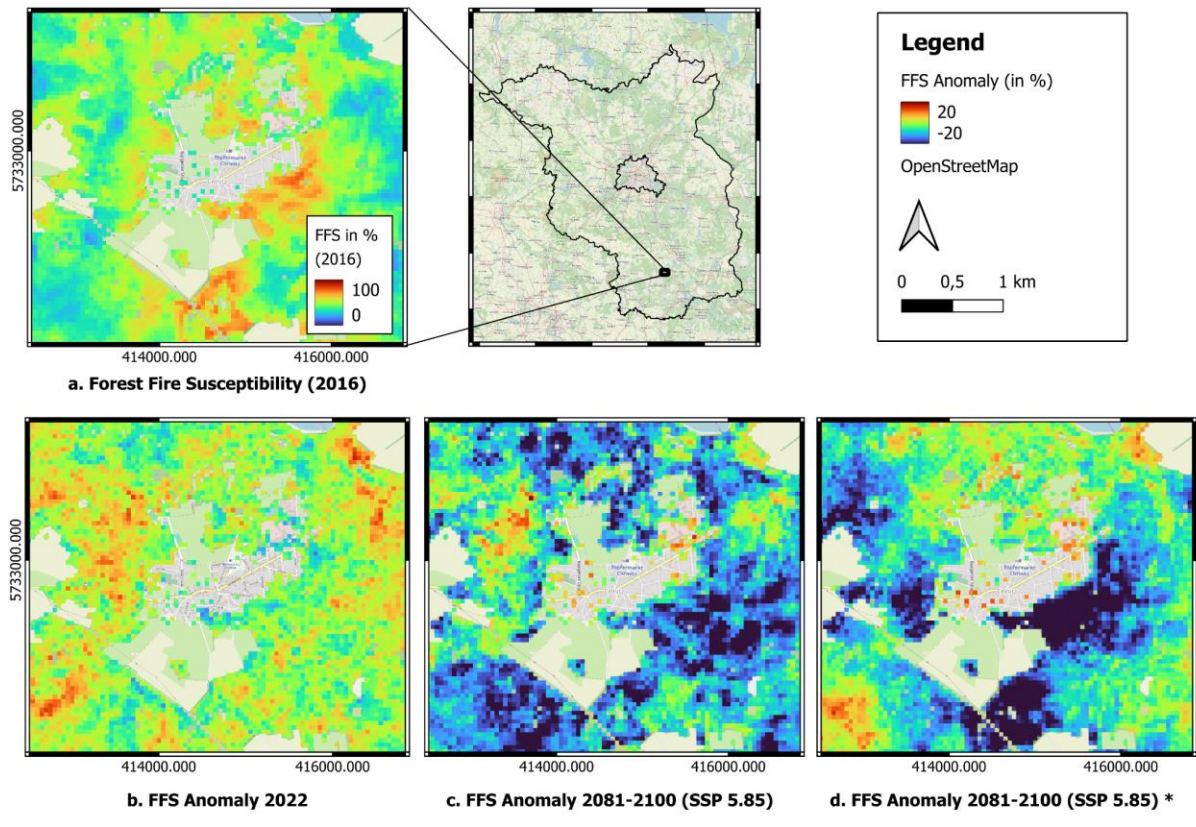 5733000.000
FFS in %
(2016)
100
0
414000.000
416000.000
a. Forest Fire Susceptibility (2016)
Legend
FFS Anomaly (in %)
20
-20
OpenStreetMap
0
0,5
1 km
5733000.000
414000.000
416000.000
b. FFS Anomaly 2022
414000.000
416000.000
c. FFS Anomaly 2081-2100 (SSP 5.85)
414000.000
416000.000
d. FFS Anomaly 2081-2100 (SSP 5.85) *